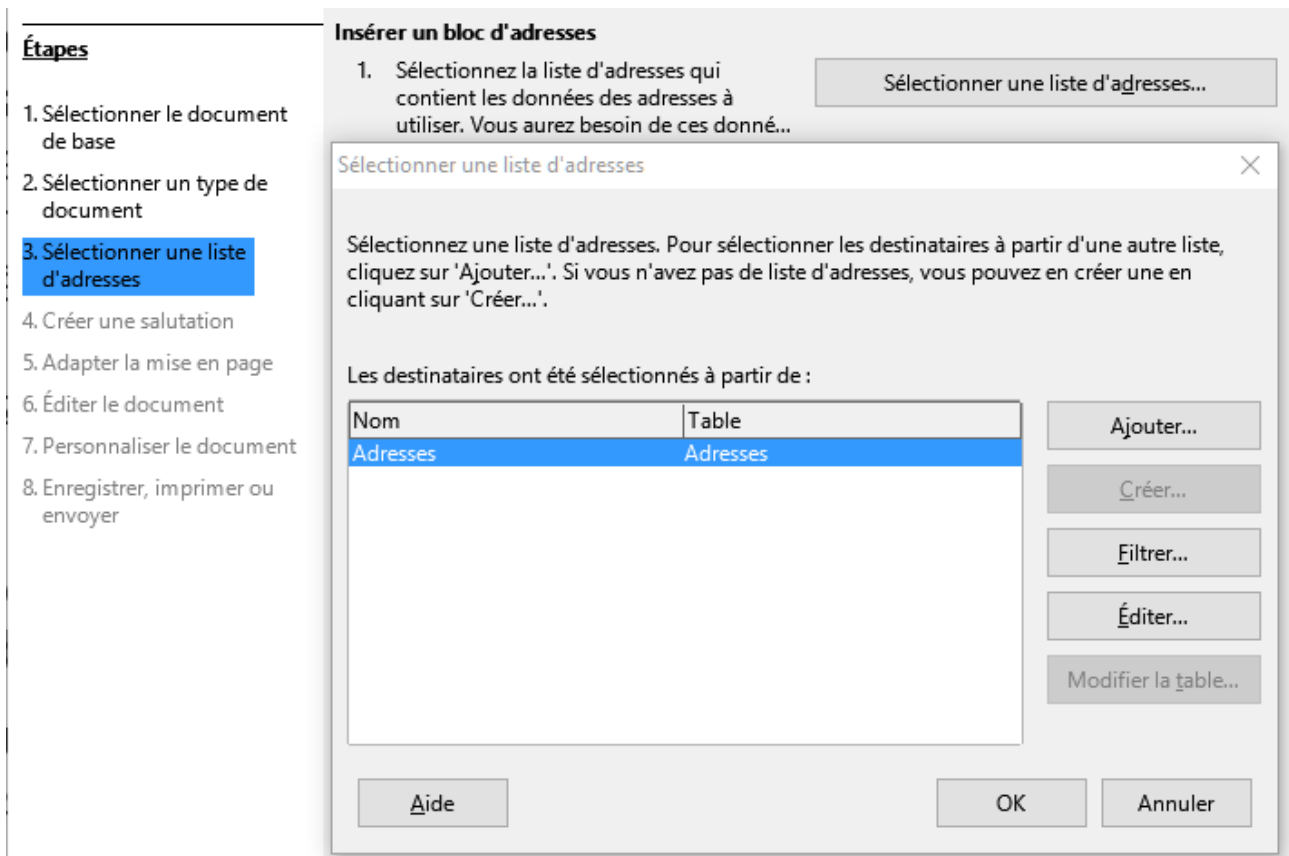 Étapes
1. Sélectionner le document
de base
2. Sélectionner un type de
document
3. Sélectionner une liste
d'adresses
4. Créer une salutation
5. Adapter la mise en page
6. Éditer le document
7. Personnaliser le document
8. Enregistrer, imprimer ou
envoyer
Insérer un bloc d'adresses
1. Sélectionnez la liste d'adresses qui
contient les données des adresses à
utiliser. Vous aurez besoin de ces donné...
Sélectionner une liste d'adresses...
Sélectionner une liste d'adresses
Sélectionnez une liste d'adresses. Pour sélectionner les destinataires à partir d'une autre liste,
cliquez sur 'Ajouter...'. Si vous n'avez pas de liste d'adresses, vous pouvez en créer une en
cliquant sur 'Créer...'.
Les destinataires ont été sélectionnés à partir de :
Nom Table
Adresses Adresses
Ajouter...
Créer...
Filtrer...
Éditer...
Modifier la table...
Aide
OK
Annuler